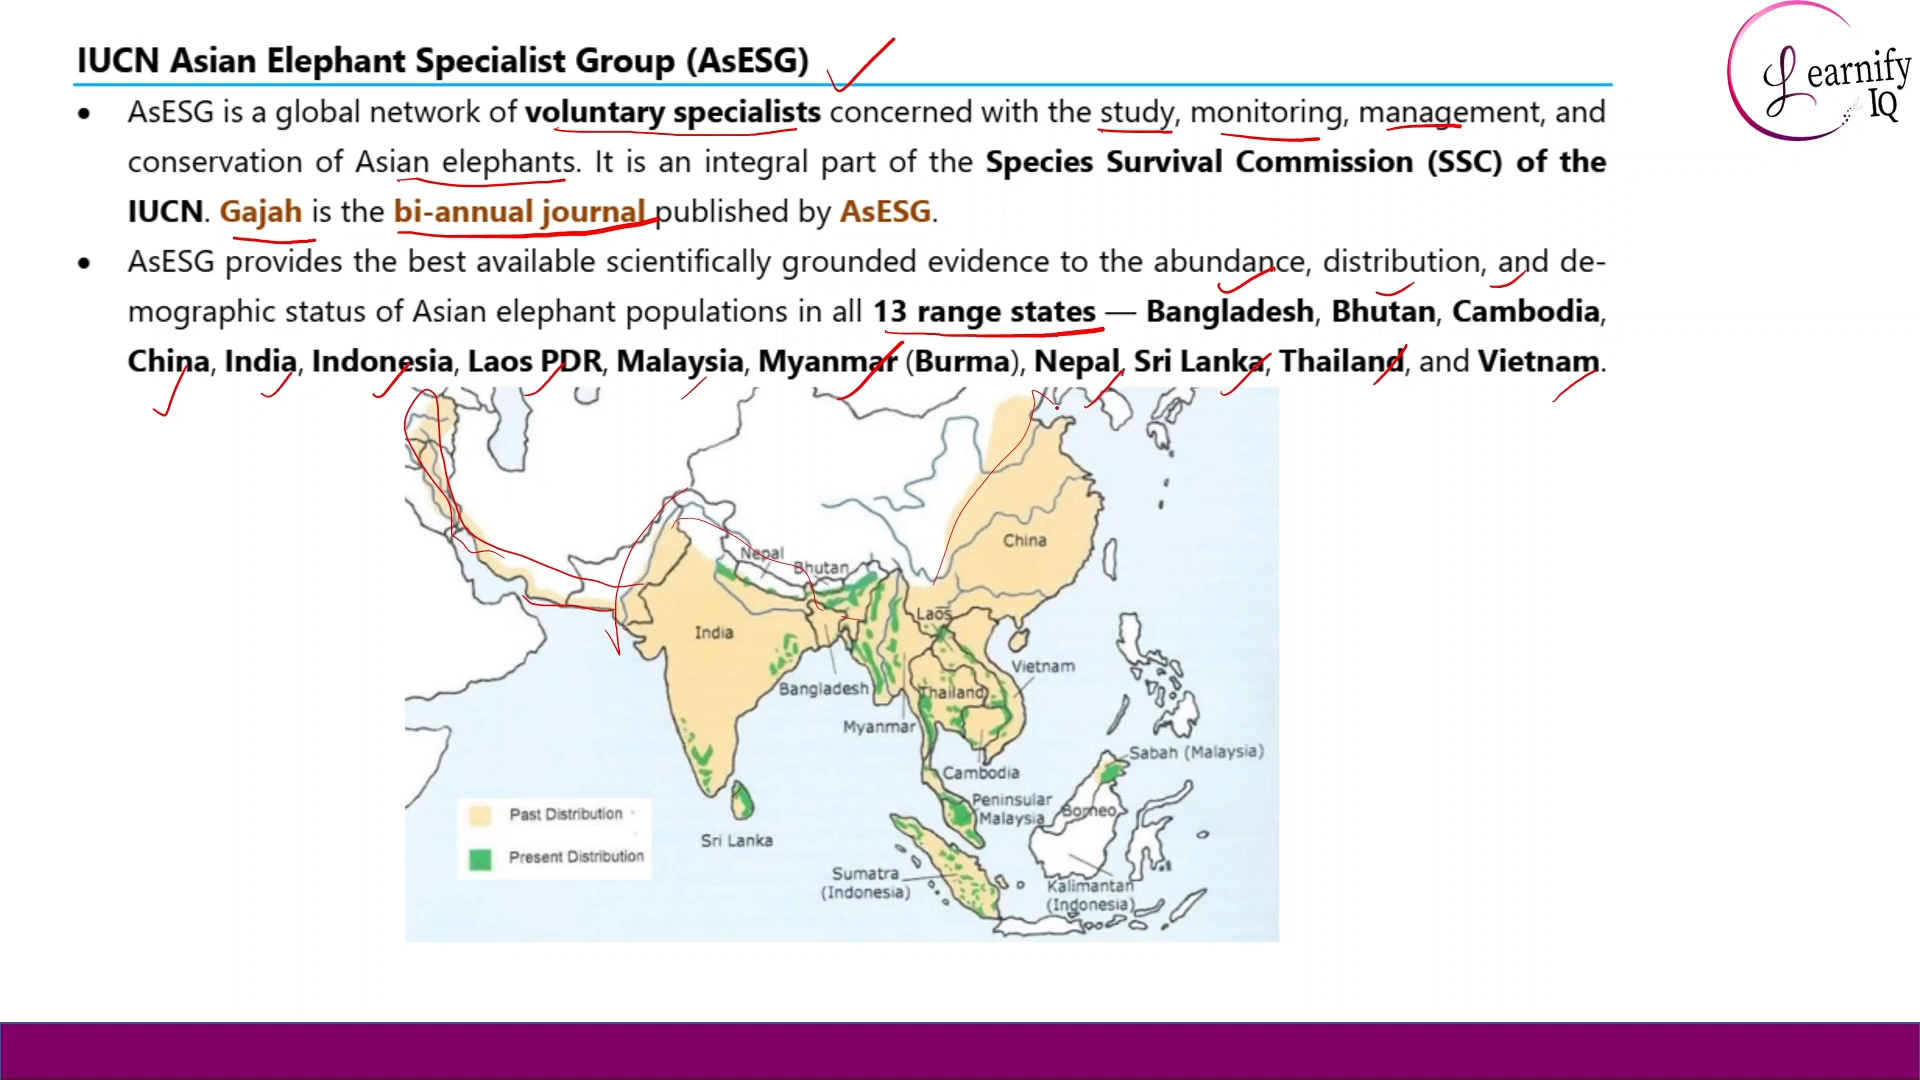 IUCN Asian Elephant Specialist Group (AsESG)
Learnify
IQ
• AsESG is a global network of voluntary specialists concerned with the study, monitoring, management, and
conservation of Asian elephants. It is an integral part of the Species Survival Commission (SSC) of the
IUCN. Gajah is the bi-annual journal published by AsESG.
• AsESG provides the best available scientifically grounded evidence to the abundance, distribution, and de-
mographic status of Asian elephant populations in all 13 range states — Bangladesh, Bhutan, Cambodia,
China, India, Indonesia, Laos PDR, Malaysia, Myanmar (Burma), Nepal, Sri Lanka, Thailand, and Vietnam.
China
Nepal
Bhutan
Laos
India
Vietnam
Bangladesh
Thailand
Myanmar
Sabah (Malaysia)
Cambodia
Peninsular
Malaysia
Borneo
Past Distribution
Sri Lanka
Present Distribution
Sumatra
(Indonesia)
Kalimantan
(Indonesia)